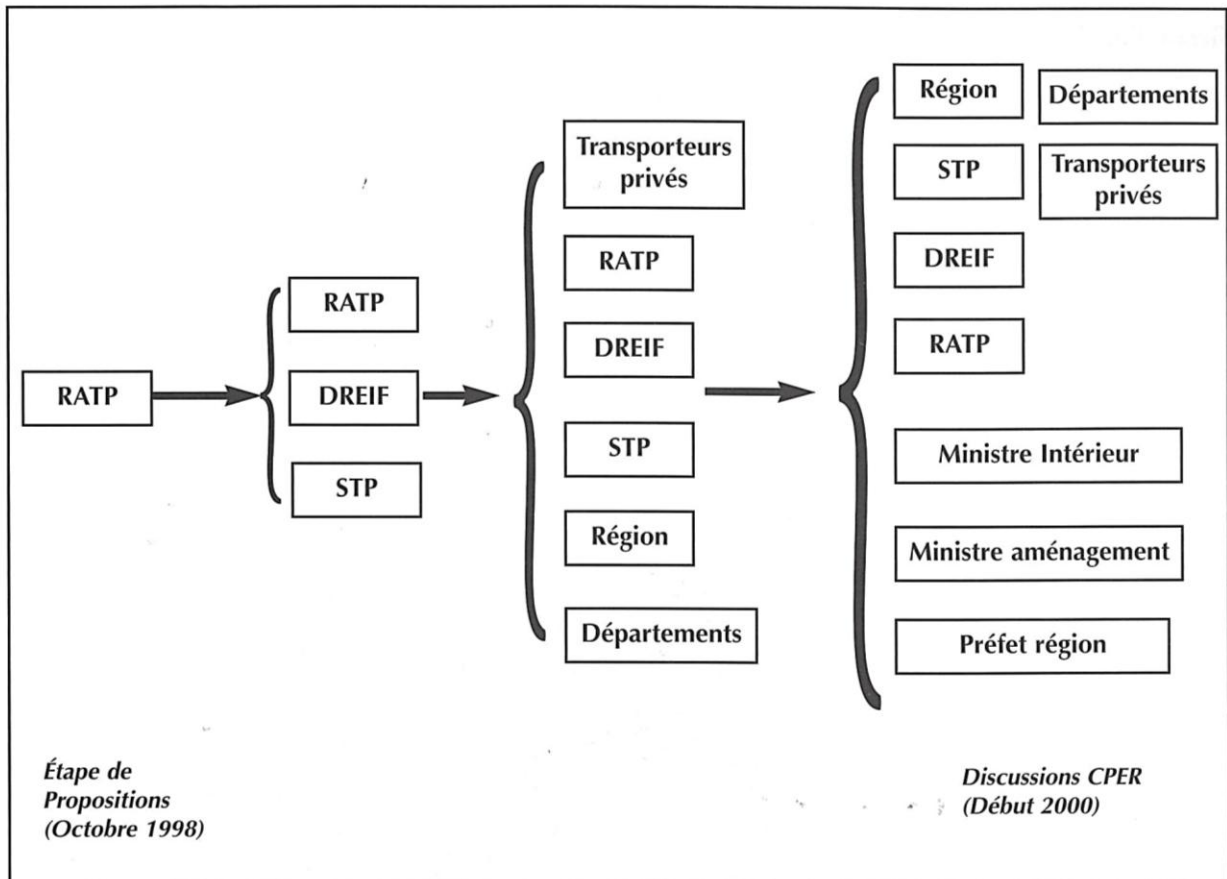 RATP
RATP
DREIF
STP
Transporteurs
privés
RATP
DREIF
STP
Région
Départements
Région
Départements
STP
Transporteurs
privés
DREIF
RATP
Ministre Intérieur
Ministre aménagement
Préfet région
Étape de
Propositions
(Octobre 1998)
Discussions CPER
(Début 2000)